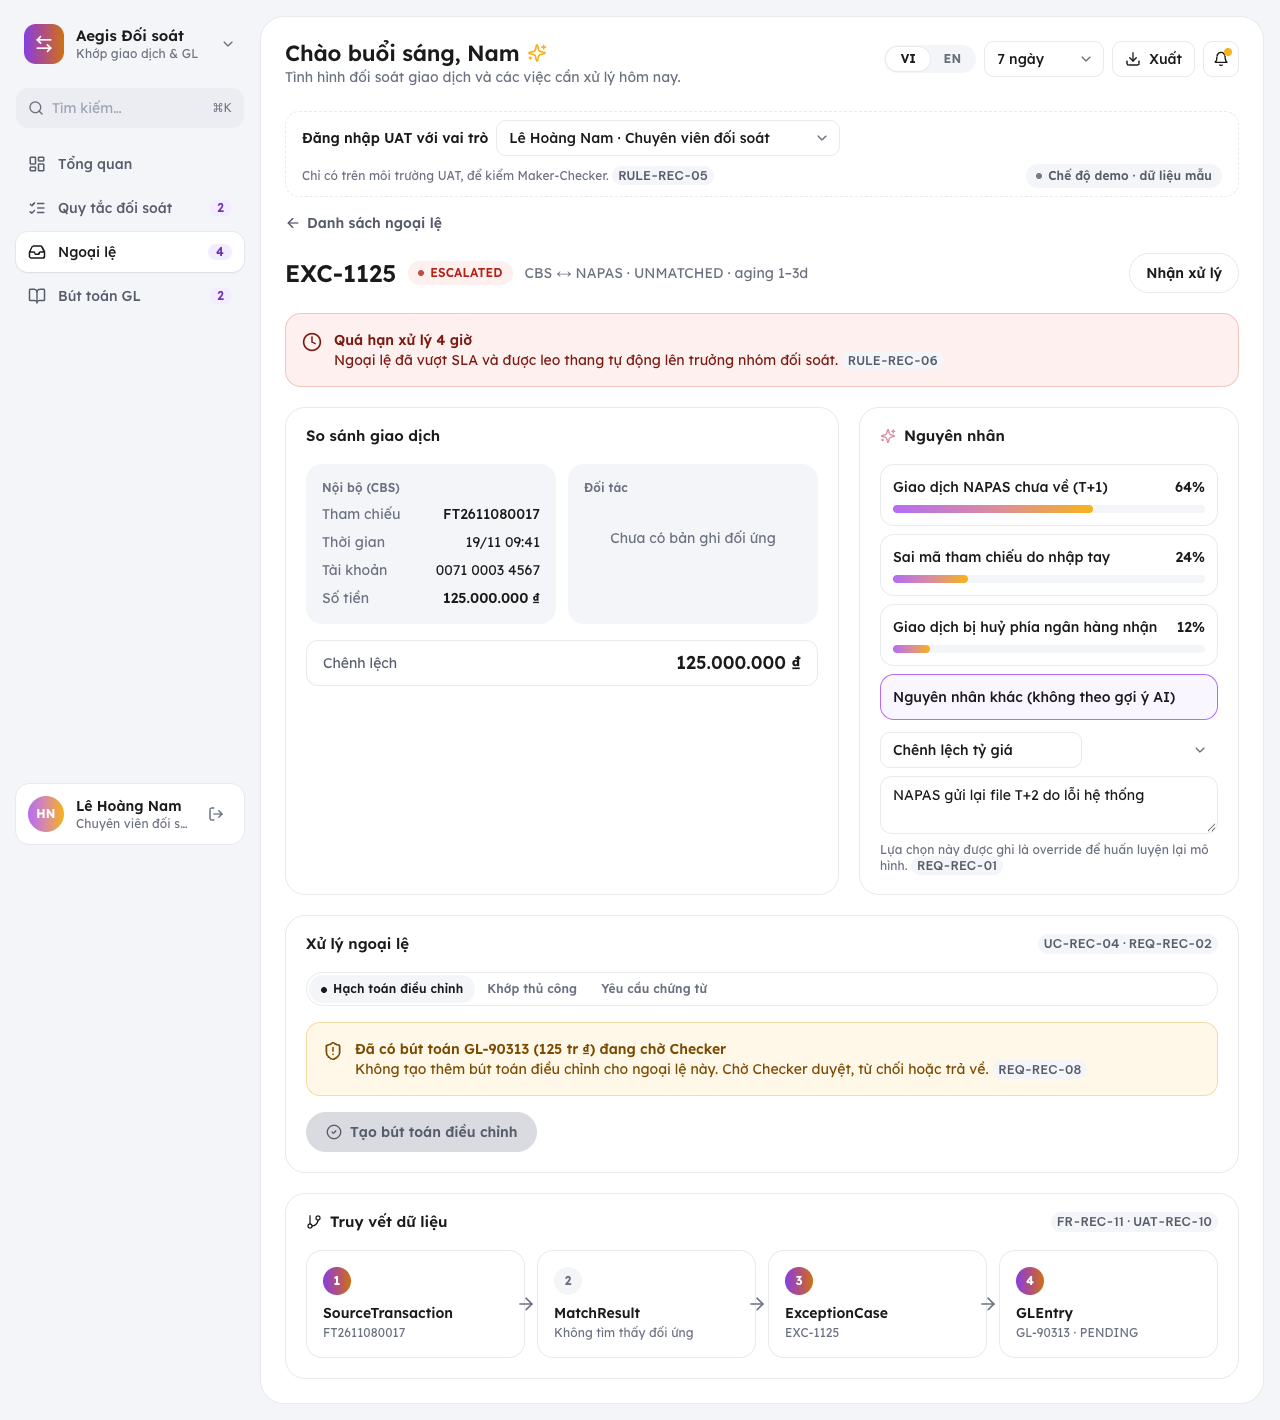 Aegis Đối soát
Khớp giao dịch & GL
Tìm kiếm...
⌘K
Tổng quan
Quy tắc đối soát 2
Ngoại lệ 4
Bút toán GL 2
Lê Hoàng Nam
Chuyên viên đối s...
HN
Chào buổi sáng, Nam
Tình hình đối soát giao dịch và các việc cần xử lý hôm nay.
VI EN
7 ngày
Xuất
Đăng nhập UAT với vai trò
Lê Hoàng Nam · Chuyên viên đối soát
Chỉ có trên môi trường UAT, để kiểm Maker-Checker. RULE-REC-05
Chế độ demo · dữ liệu mẫu
Danh sách ngoại lệ
EXC-1125
ESCALATED
CBS ↔ NAPAS · UNMATCHED · aging 1–3d
Nhận xử lý
Quá hạn xử lý 4 giờ
Ngoại lệ đã vượt SLA và được leo thang tự động lên trưởng nhóm đối soát. RULE-REC-06
So sánh giao dịch
Nội bộ (CBS)
Tham chiếu FT2611080017
Thời gian 19/11 09:41
Tài khoản 0071 0003 4567
Số tiền 125.000.000 ₫
Đối tác
Chưa có bản ghi đối ứng
Chênh lệch 125.000.000 ₫
Nguyên nhân
Giao dịch NAPAS chưa về (T+1) 64%
Sai mã tham chiếu do nhập tay 24%
Giao dịch bị huỷ phía ngân hàng nhận 12%
Nguyên nhân khác (không theo gợi ý AI)
Chênh lệch tỷ giá
NAPAS gửi lại file T+2 do lỗi hệ thống
Lựa chọn này được ghi là override để huấn luyện lại mô
hình. REQ-REC-01
Xử lý ngoại lệ
UC-REC-04 · REQ-REC-02
Hạch toán điều chỉnh
Khớp thủ công
Yêu cầu chứng từ
Đã có bút toán GL-90313 (125 tr ₫) đang chờ Checker
Không tạo thêm bút toán điều chỉnh cho ngoại lệ này. Chờ Checker duyệt, từ chối hoặc trả về. REQ-REC-08
Tạo bút toán điều chỉnh
Truy vết dữ liệu
FR-REC-11 · UAT-REC-10
1
SourceTransaction
FT2611080017
2
MatchResult
Không tìm thấy đối ứng
3
ExceptionCase
EXC-1125
4
GLEntry
GL-90313 · PENDING